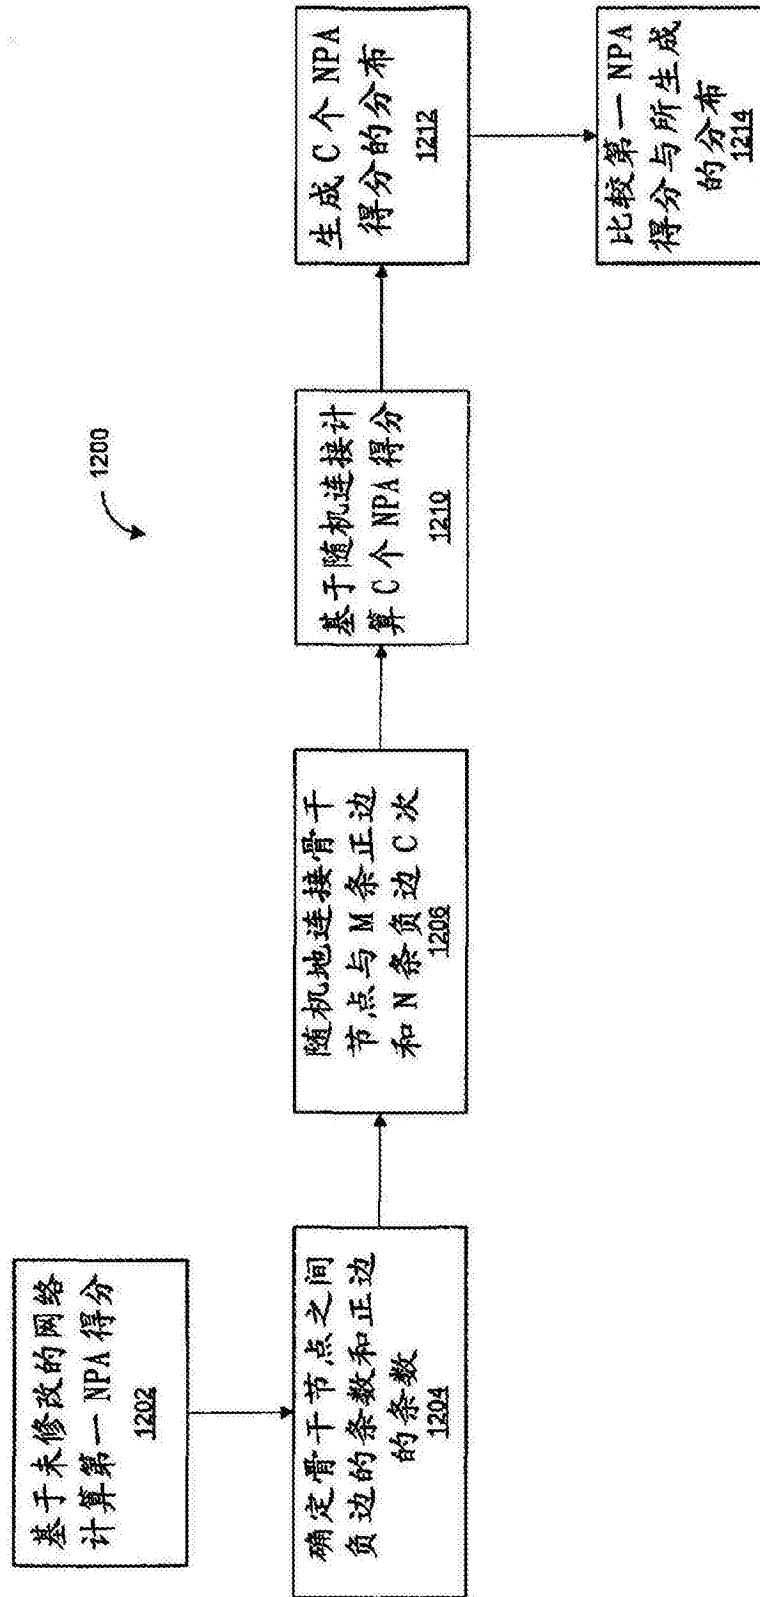 1200
基于未修改的网络
计算第一 NPA 得分
1202
确定骨干节点之间
负边的条数和正边
的条数
1204
随机地连接骨干
节点与 M 条正边
和 N 条负边 C 次
1206
基于随机连接计
算 C 个 NPA 得分
1210
生成 C 个 NPA
得分的分布
1212
比较第一 NPA
得分与所生成
的分布
1214